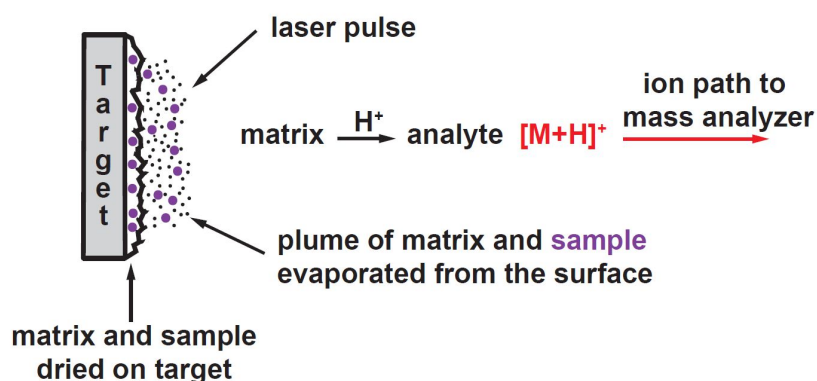 laser pulse
Target
ion path to
mass analyzer
matrix H⁺ analyte [M+H]⁺
plume of matrix and sample
evaporated from the surface
matrix and sample
dried on target